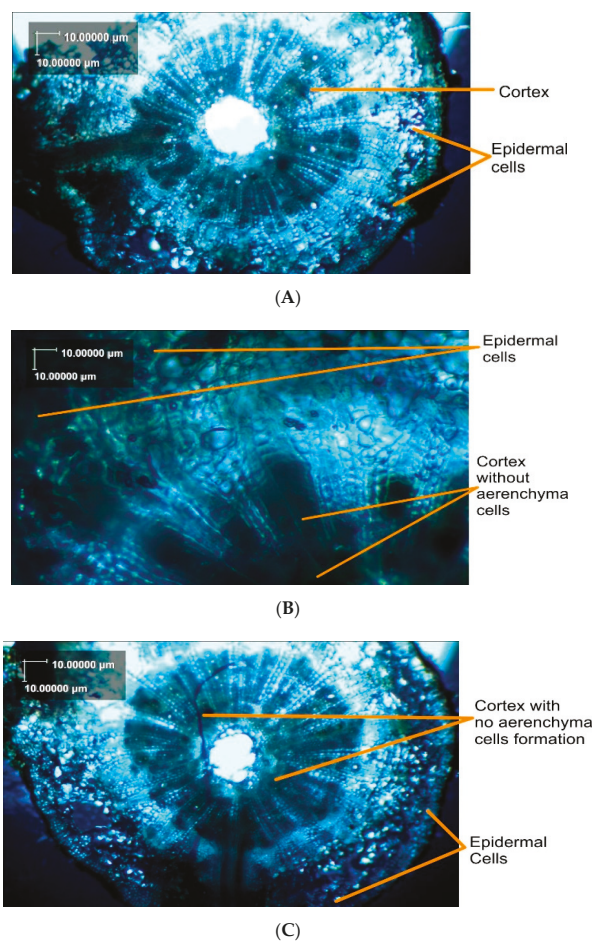 10.00000 µm
10.00000 µm
Cortex
Epidermal
cells
(A)
10.00000 µm
10.00000 µm
Epidermal
cells
Cortex
without
aerenchyma
cells
(B)
10.00000 µm
10.00000 µm
Cortex with
no aerenchyma
cells formation
Epidermal
Cells
(C)